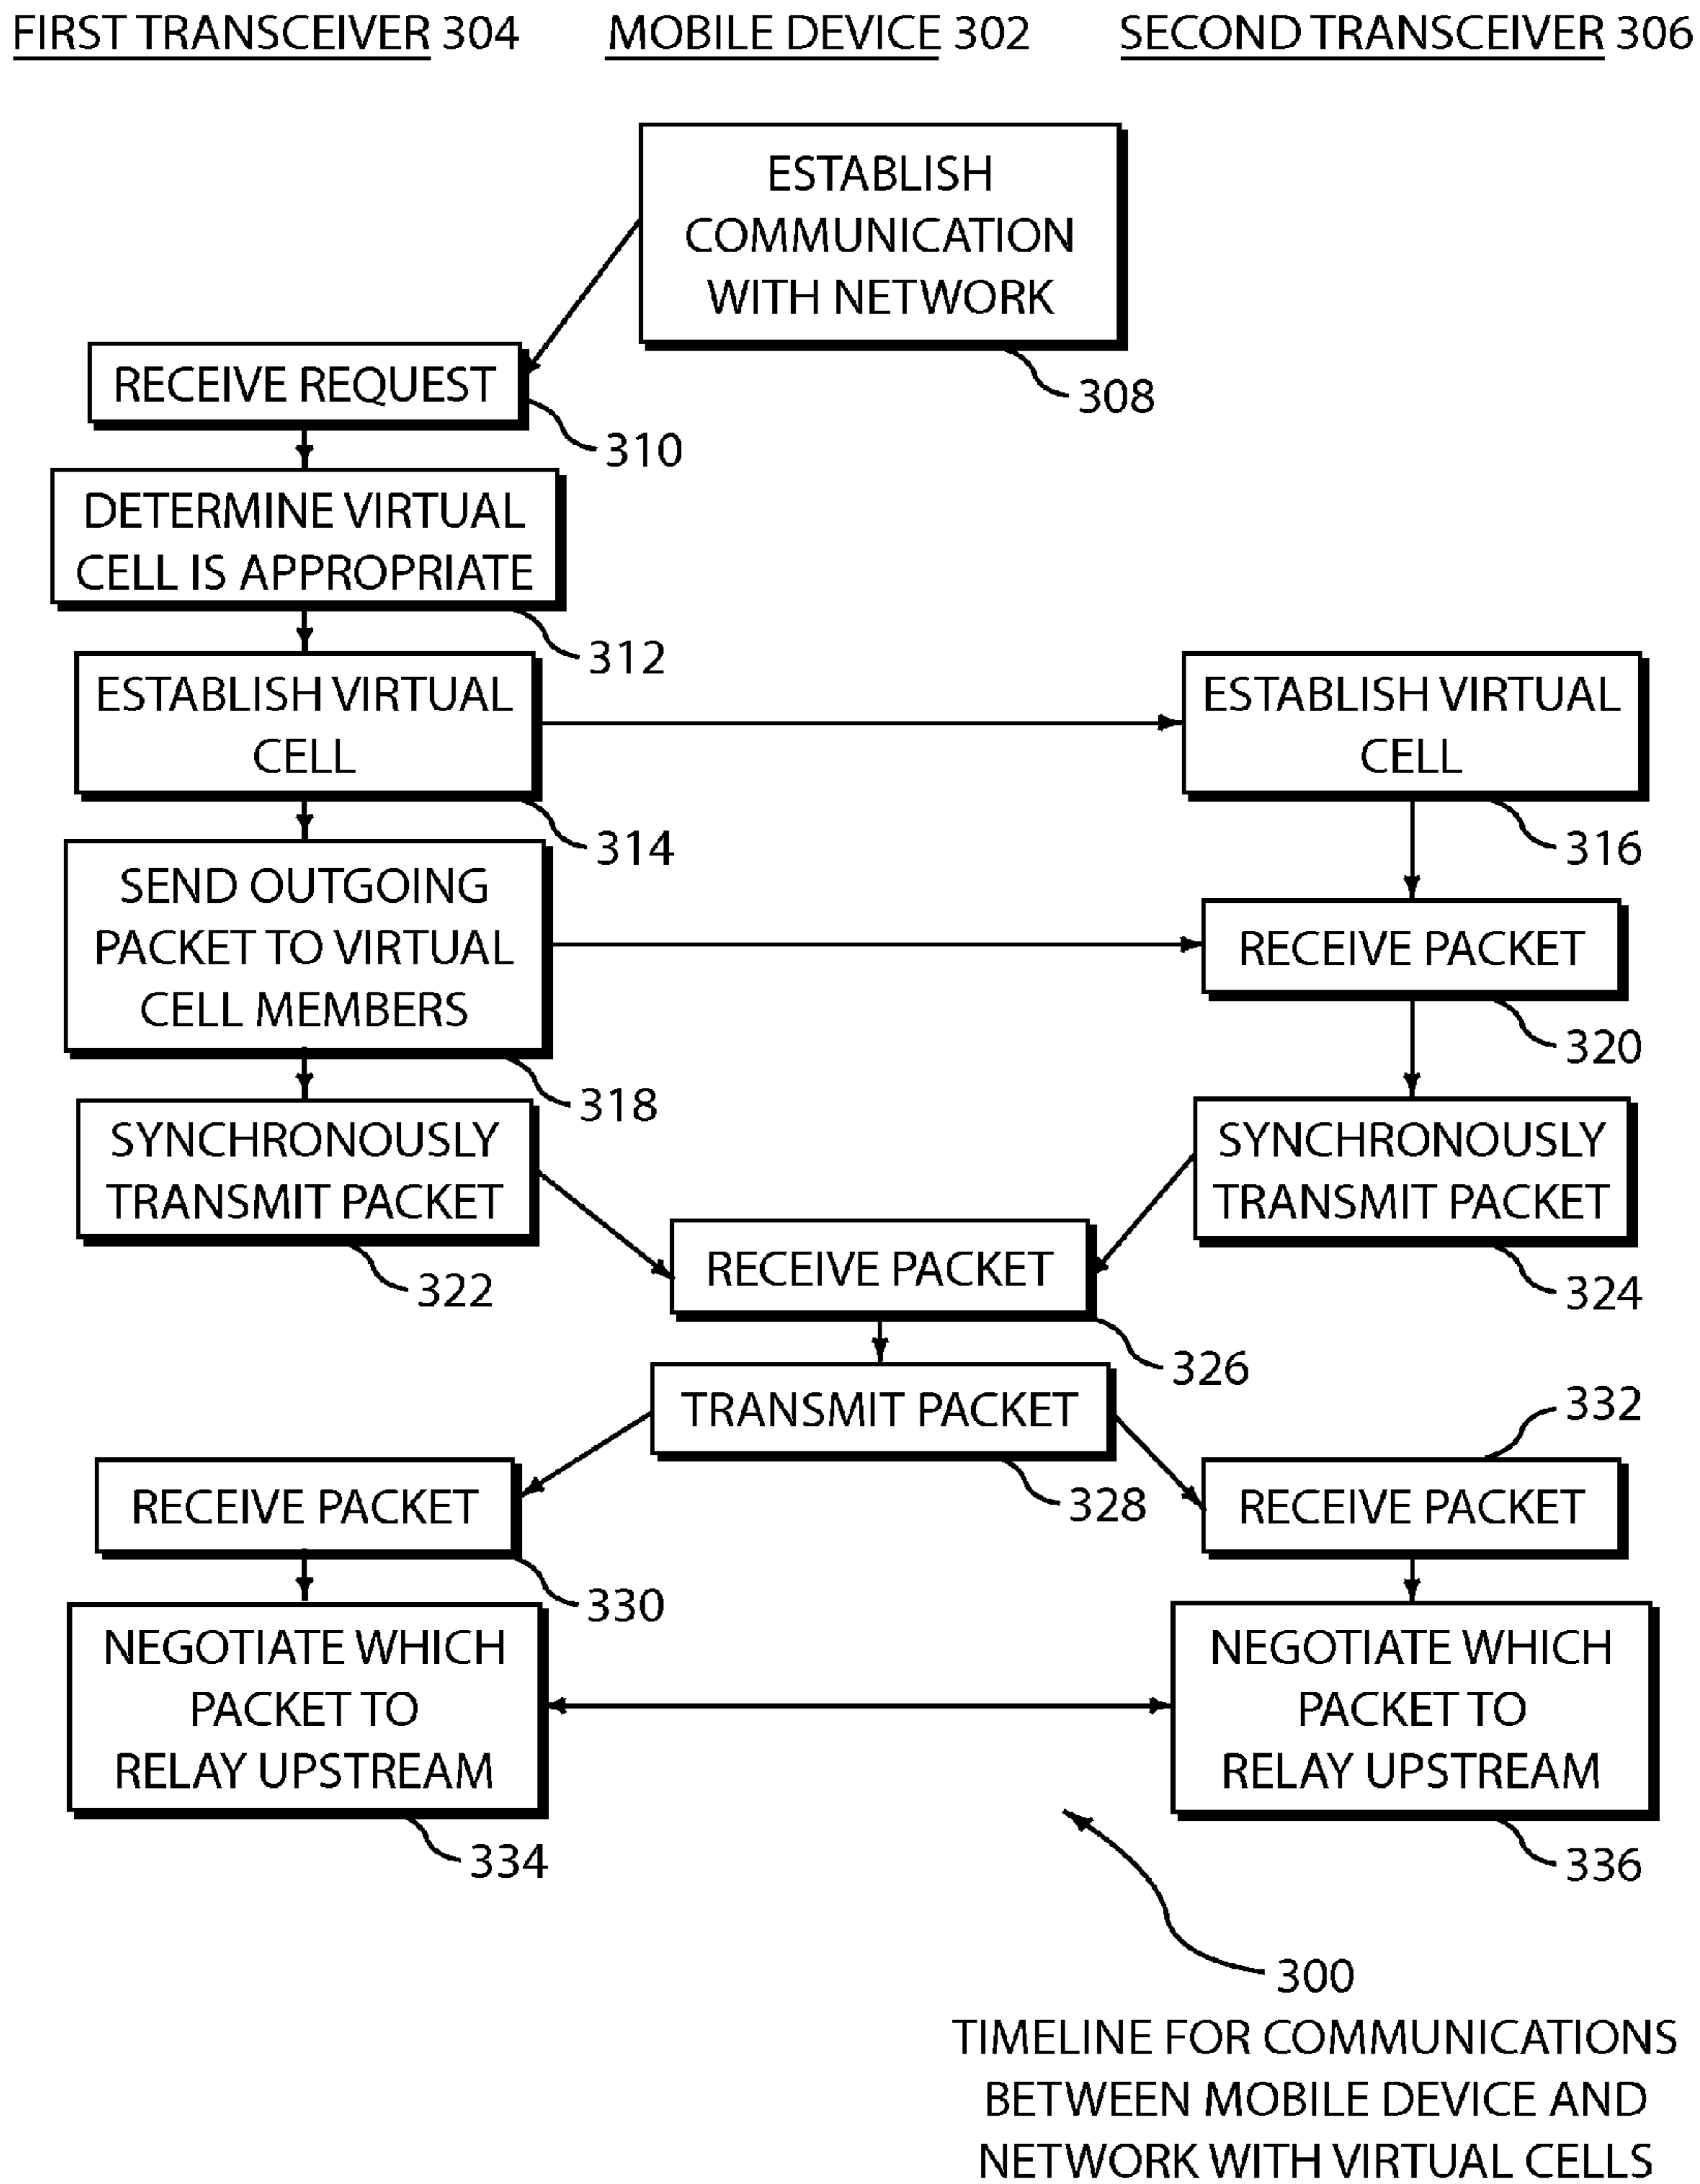 FIRST TRANSCEIVER 304
MOBILE DEVICE 302
SECOND TRANSCEIVER 306
ESTABLISH
COMMUNICATION
WITH NETWORK
308
RECEIVE REQUEST
310
DETERMINE VIRTUAL
CELL IS APPROPRIATE
312
ESTABLISH VIRTUAL
CELL
314
ESTABLISH VIRTUAL
CELL
316
SEND OUTGOING
PACKET TO VIRTUAL
CELL MEMBERS
318
RECEIVE PACKET
320
SYNCHRONOUSLY
TRANSMIT PACKET
322
SYNCHRONOUSLY
TRANSMIT PACKET
324
RECEIVE PACKET
326
TRANSMIT PACKET
328
RECEIVE PACKET
330
332
RECEIVE PACKET
NEGOTIATE WHICH
PACKET TO
RELAY UPSTREAM
334
NEGOTIATE WHICH
PACKET TO
RELAY UPSTREAM
336
300
TIMELINE FOR COMMUNICATIONS
BETWEEN MOBILE DEVICE AND
NETWORK WITH VIRTUAL CELLS